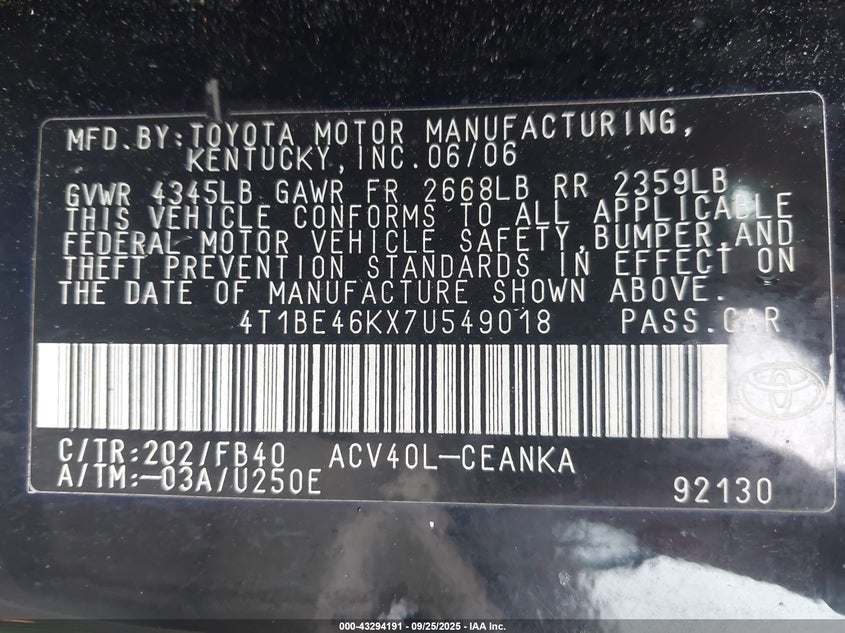 MFD.BY:TOYOTA MOTOR MANUFACTURING,
KENTUCKY,INC.06/06
GVWR 4345LB GAWR FR 2668LB RR 2359LB
THIS VEHICLE CONFORMS TO ALL APPLICABLE
FEDERAL MOTOR VEHICLE SAFETY,BUMPER,AND
THEFT PREVENTION STANDARDS IN EFFECT ON
THE DATE OF MANUFACTURE SHOWN ABOVE.
4T1BE46KX7U549018 PASS.CAR
C/TR:202/FB40 ACV40L-CEANKA
A/TM:-03A/U250E
92130
000-43294191 - 09/25/2025 - IAA Inc.